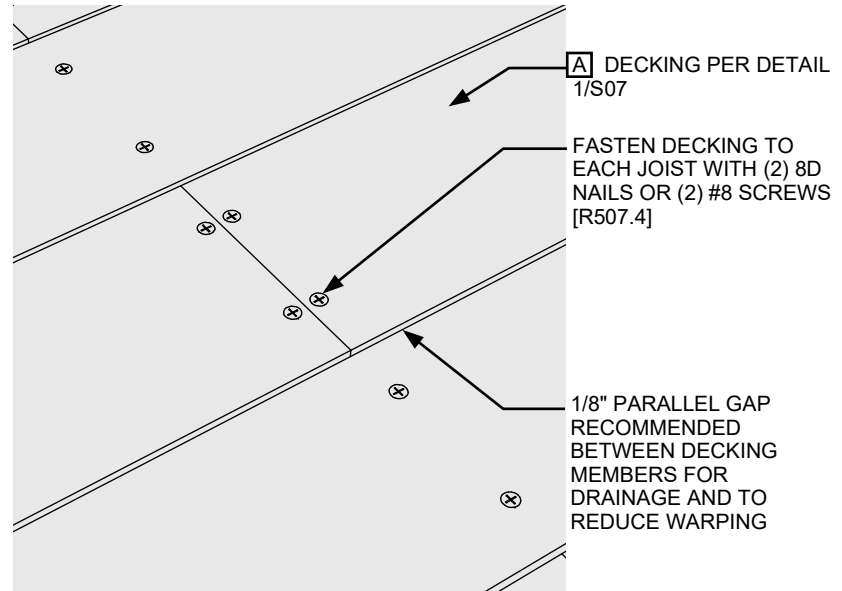 A DECKING PER DETAIL
1/S07
FASTEN DECKING TO
EACH JOIST WITH (2) 8D
NAILS OR (2) #8 SCREWS
[R507.4]
1/8" PARALLEL GAP
RECOMMENDED
BETWEEN DECKING
MEMBERS FOR
DRAINAGE AND TO
REDUCE WARPING